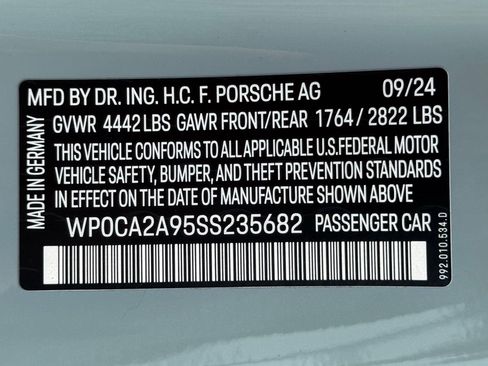 MFD BY DR. ING. H.C. F. PORSCHE AG 09/24
GVWR 4442 LBS GAWR FRONT/REAR 1764 / 2822 LBS
THIS VEHICLE CONFORMS TO ALL APPLICABLE U.S.FEDERAL MOTOR
VEHICLE SAFETY, BUMPER, AND THEFT PREVENTION STANDARDS
IN EFFECT ON THE DATE OF MANUFACTURE SHOWN ABOVE
WP0CA2A95SS235682 PASSENGER CAR
MADE IN GERMANY
992.010.534.D